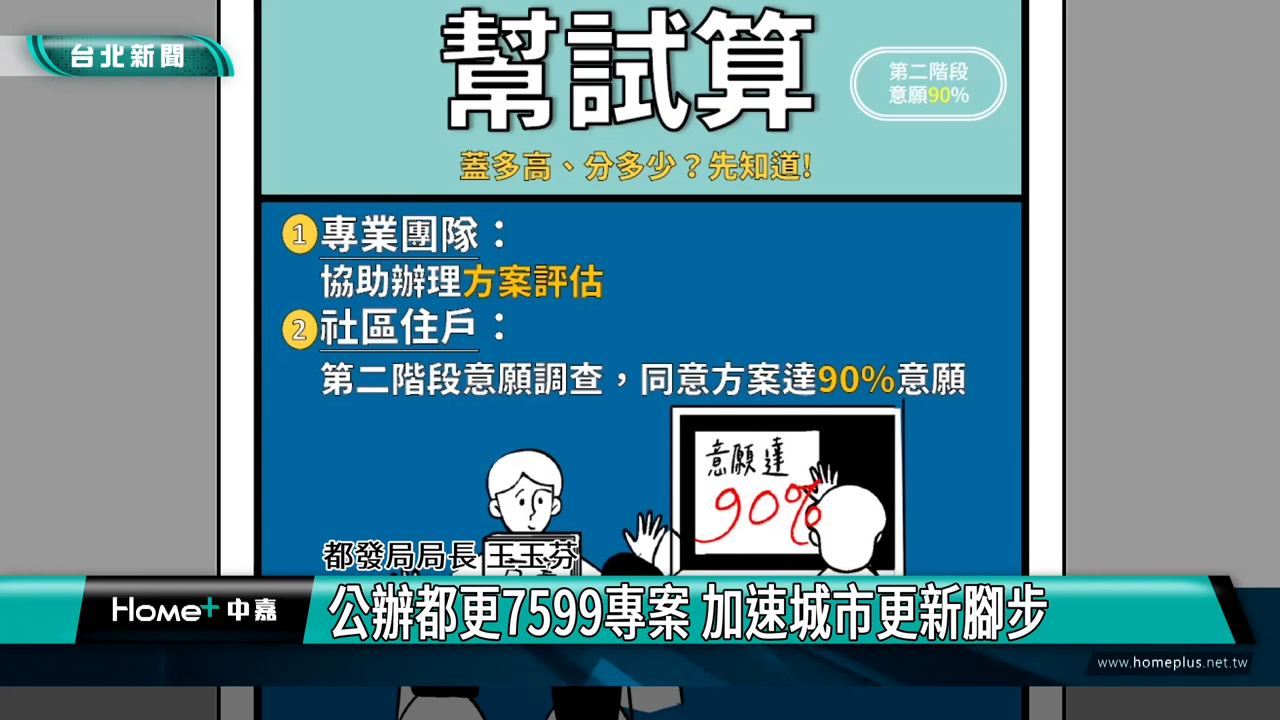 台北新聞
幫試算
第二階段
意願90%
蓋多高、分多少？先知道!
1 專業團隊：
協助辦理方案評估
2 社區住戶：
第二階段意願調查，同意方案達90%意願
意願達
90%
都發局局長 王玉芬
Home+中嘉
公辦都更7599專案 加速城市更新腳步
www.homeplus.net.tw